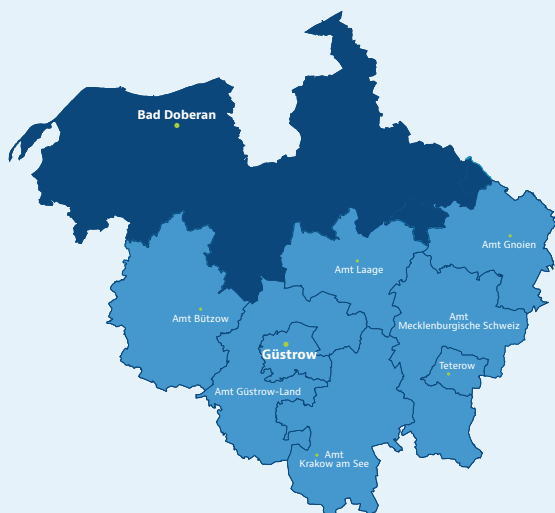 Bad Doberan
Amt Gnoien
Amt Laage
Amt Bützow
Amt
Mecklenburgische Schweiz
Güstrow
Teterow
Amt Güstrow-Land
Amt
Krakow am See